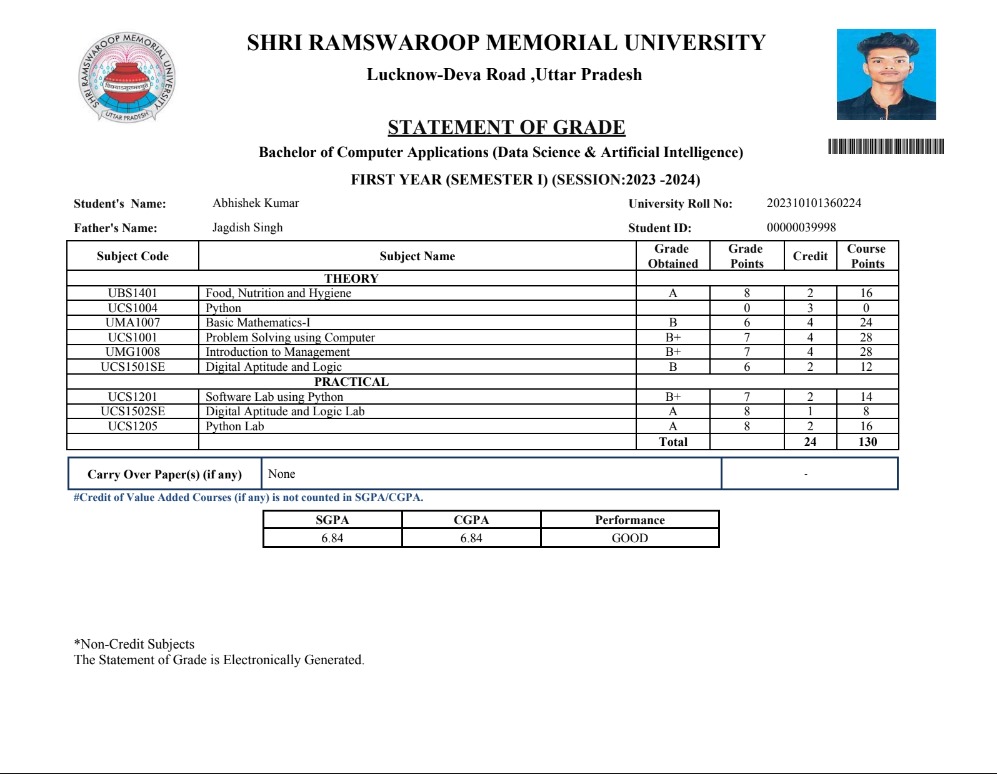 SHRI RAMSWAROOP MEMORIAL UNIVERSITY
Lucknow-Deva Road ,Uttar Pradesh
SHRI RAMSWAROOP MEMORIAL UNIVERSITY
UTTAR PRADESH
STATEMENT OF GRADE
Bachelor of Computer Applications (Data Science & Artificial Intelligence)
FIRST YEAR (SEMESTER I) (SESSION:2023 -2024)
Student's Name: Abhishek Kumar University Roll No: 202310101360224
Father's Name: Jagdish Singh Student ID: 00000039998
Subject Code Subject Name Grade Obtained Grade Points Credit Course Points
THEORY
UBS1401 Food, Nutrition and Hygiene A 8 2 16
UCS1004 Python 0 3 0
UMA1007 Basic Mathematics-I B 6 4 24
UCS1001 Problem Solving using Computer B+ 7 4 28
UMG1008 Introduction to Management B+ 7 4 28
UCS1501SE Digital Aptitude and Logic B 6 2 12
PRACTICAL
UCS1201 Software Lab using Python B+ 7 2 14
UCS1502SE Digital Aptitude and Logic Lab A 8 1 8
UCS1205 Python Lab A 8 2 16
Total 24 130
Carry Over Paper(s) (if any) None -
#Credit of Value Added Courses (if any) is not counted in SGPA/CGPA.
SGPA CGPA Performance
6.84 6.84 GOOD
*Non-Credit Subjects
The Statement of Grade is Electronically Generated.